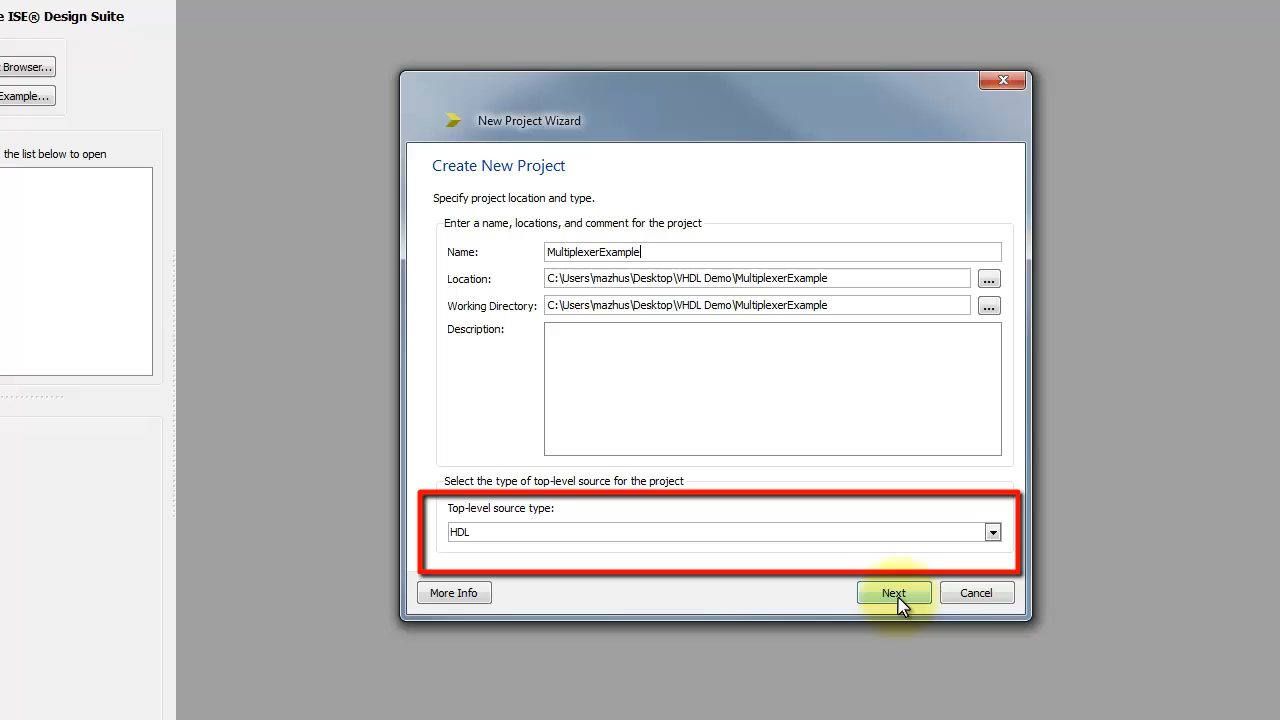 e ISE® Design Suite
Browser...
Example...
the list below to open
New Project Wizard
Create New Project
Specify project location and type.
Enter a name, locations, and comment for the project
Name:
MultiplexerExample
Location:
C:\Users\mazhus\Desktop\VHDL Demo\MultiplexerExample
...
Working Directory:
C:\Users\mazhus\Desktop\VHDL Demo\MultiplexerExample
...
Description:
Select the type of top-level source for the project
Top-level source type:
HDL
More Info
Next
Cancel